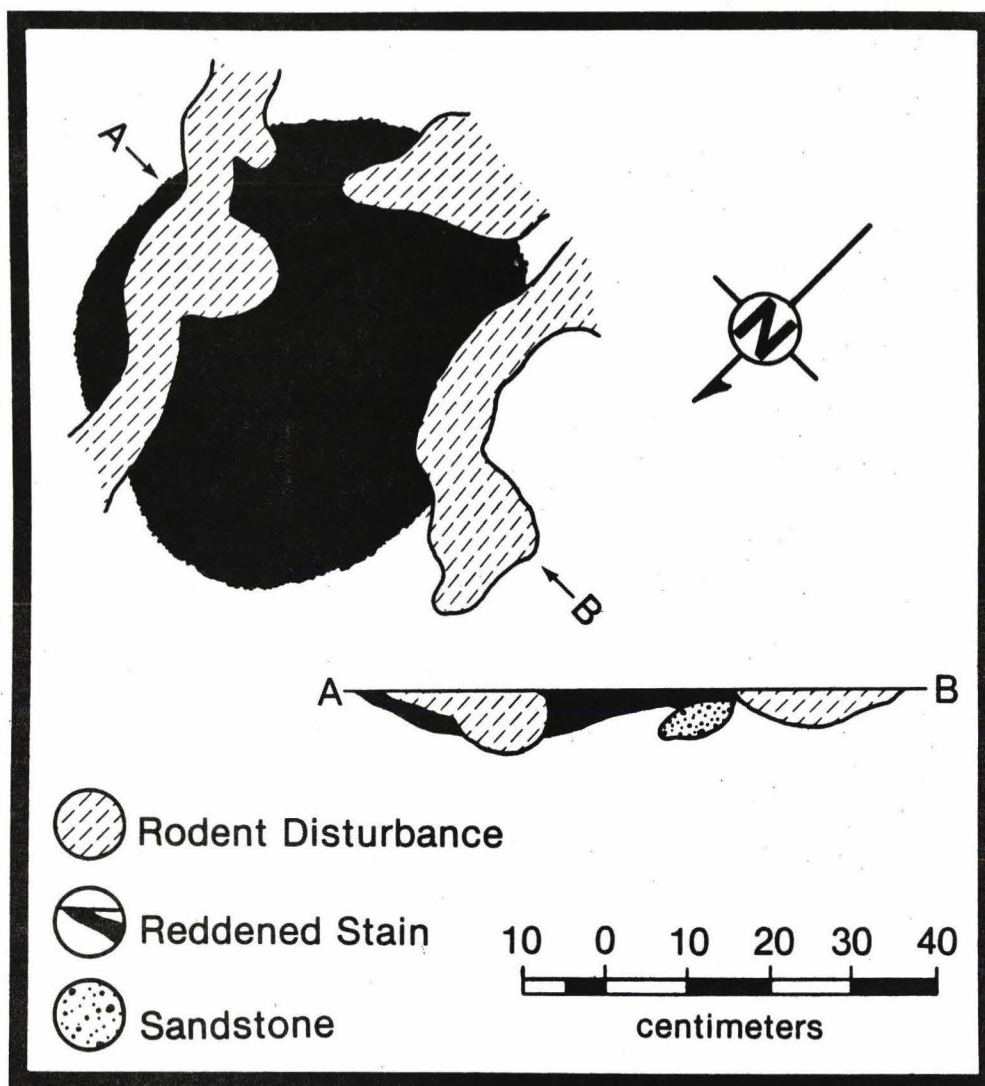 A
N
B
A B
Rodent Disturbance
Reddened Stain
Sandstone
10 0 10 20 30 40
centimeters